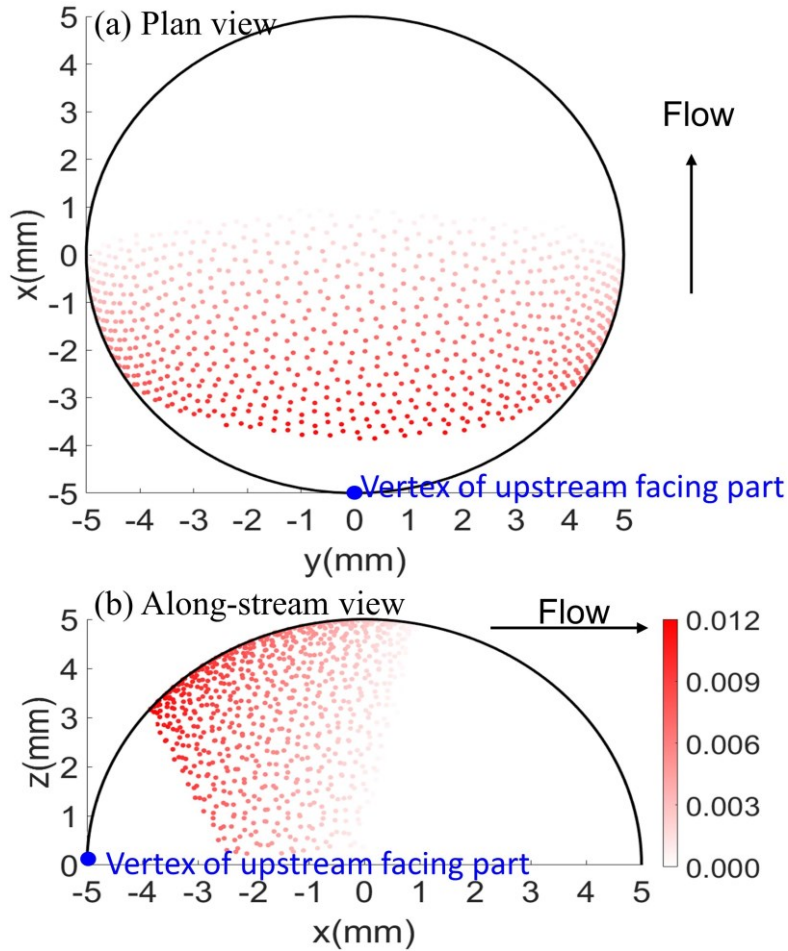 (a) Plan view
5
4
3
2
1
0
-1
-2
-3
-4
-5
x(mm)
Flow
Vertex of upstream facing part
-5 -4 -3 -2 -1 0 1 2 3 4 5
y(mm)
(b) Along-stream view
Flow
5
4
3
2
1
0
z(mm)
0.012
0.009
0.006
0.003
0.000
Vertex of upstream facing part
-5 -4 -3 -2 -1 0 1 2 3 4 5
x(mm)